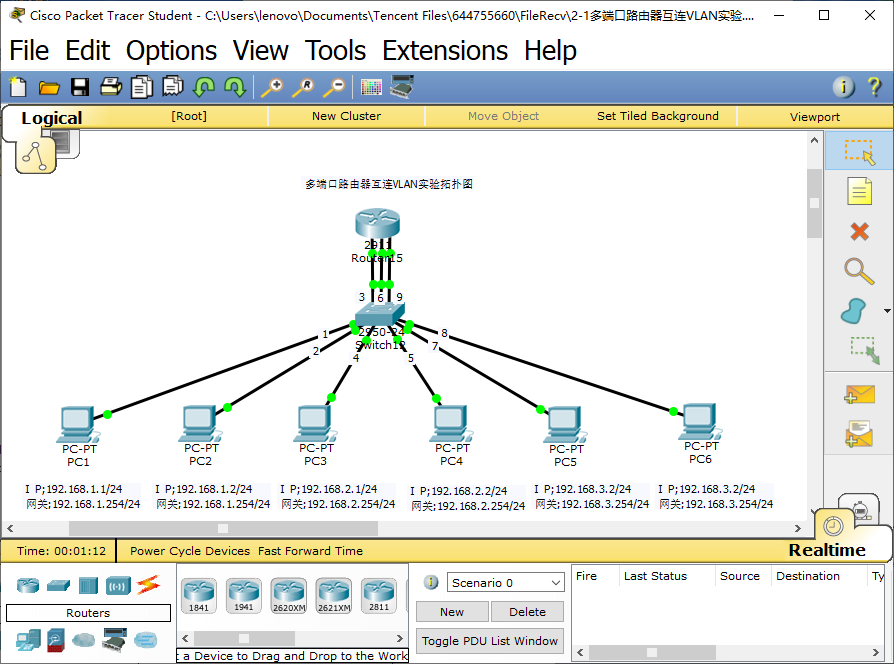 Cisco Packet Tracer Student - C:\Users\lenovo\Documents\Tencent Files\644755660\FileRecv\2-1多端口路由器互连VLAN实验....
File Edit Options View Tools Extensions Help
Logical
[Root]
New Cluster
Move Object
Set Tiled Background
Viewport
多端口路由器互连VLAN实验拓扑图
2911
Router15
3 6 9
2950-24
Switch12
1 2 4 5 7 8
PC-PT
PC1
PC-PT
PC2
PC-PT
PC3
PC-PT
PC4
PC-PT
PC5
PC-PT
PC6
I P;192.168.1.1/24
网关;192.168.1.254/24
I P;192.168.1.2/24
网关;192.168.1.254/24
I P;192.168.2.1/24
网关;192.168.2.254/24
I P;192.168.2.2/24
网关;192.168.2.254/24
I P;192.168.3.2/24
网关;192.168.3.254/24
I P;192.168.3.2/24
网关;192.168.3.254/24
Time: 00:01:12
Power Cycle Devices Fast Forward Time
Realtime
Routers
1841
1941
2620XM
2621XM
2811
t a Device to Drag and Drop to the Work
Scenario 0
New
Delete
Toggle PDU List Window
Fire
Last Status
Source
Destination
Ty